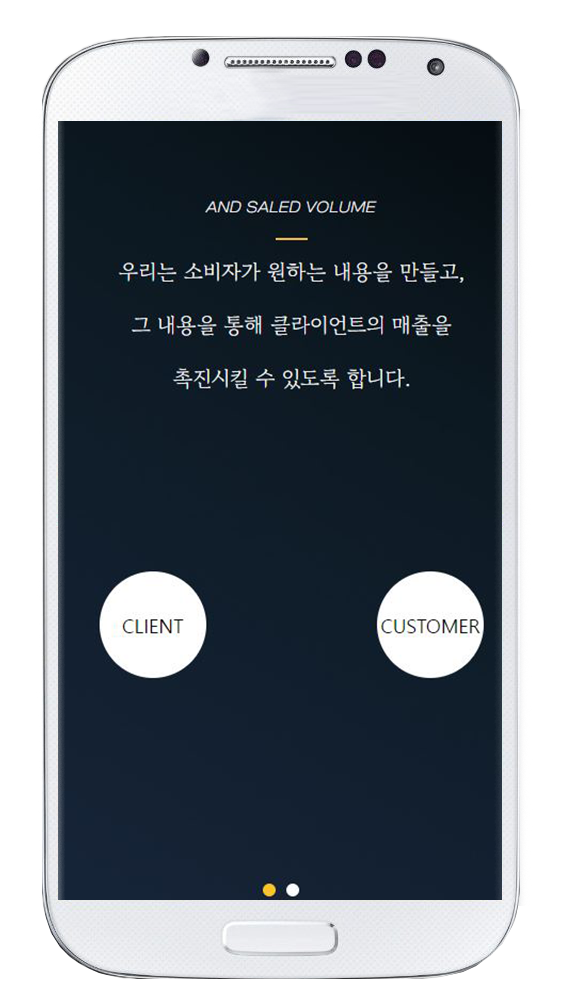 AND SALED VOLUME
우리는 소비자가 원하는 내용을 만들고,
그 내용을 통해 클라이언트의 매출을
촉진시킬 수 있도록 합니다.
CLIENT
CUSTOMER